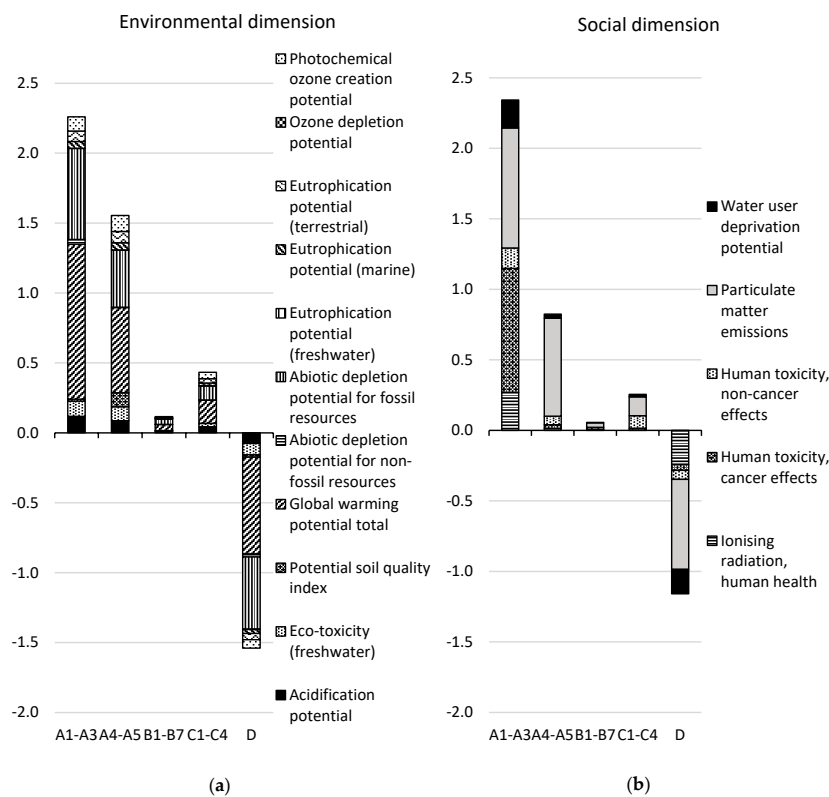 Environmental dimension
2.5
2.0
1.5
1.0
0.5
0.0
-0.5
-1.0
-1.5
-2.0
A1-A3 A4-A5 B1-B7 C1-C4 D
Photochemical
ozone creation
potential
Ozone depletion
potential
Eutrophication
potential
(terrestrial)
Eutrophication
potential (marine)
Eutrophication
potential
(freshwater)
Abiotic depletion
potential for fossil
resources
Abiotic depletion
potential for non-
fossil resources
Global warming
potential total
Potential soil quality
index
Eco-toxicity
(freshwater)
Acidification
potential
(a)
Social dimension
2.5
2.0
1.5
1.0
0.5
0.0
-0.5
-1.0
-1.5
-2.0
A1-A3 A4-A5 B1-B7 C1-C4 D
Water user
deprivation
potential
Particulate
matter
emissions
Human toxicity,
non-cancer
effects
Human toxicity,
cancer effects
Ionising
radiation,
human health
(b)